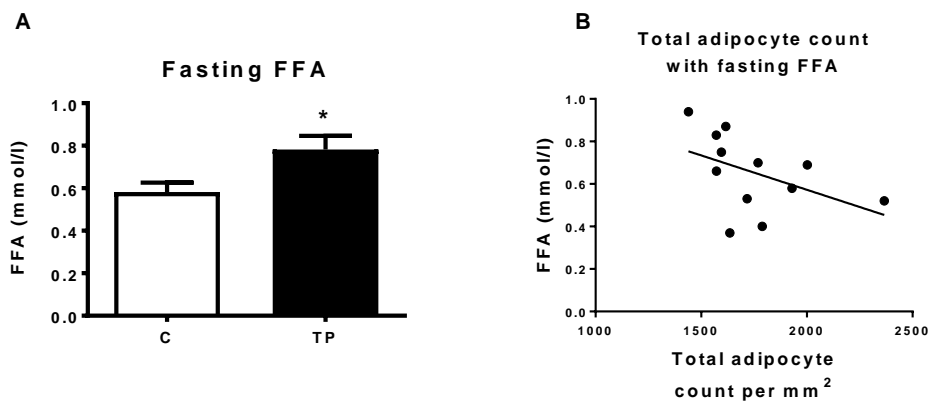 A
Fasting FFA
FFA (mmol/l)
1.0
0.8
0.6
0.4
0.2
0.0
*
C
TP
B
Total adipocyte count
with fasting FFA
FFA (mmol/l)
1.0
0.8
0.6
0.4
0.2
0.0
1000
1500
2000
2500
Total adipocyte
count per mm²